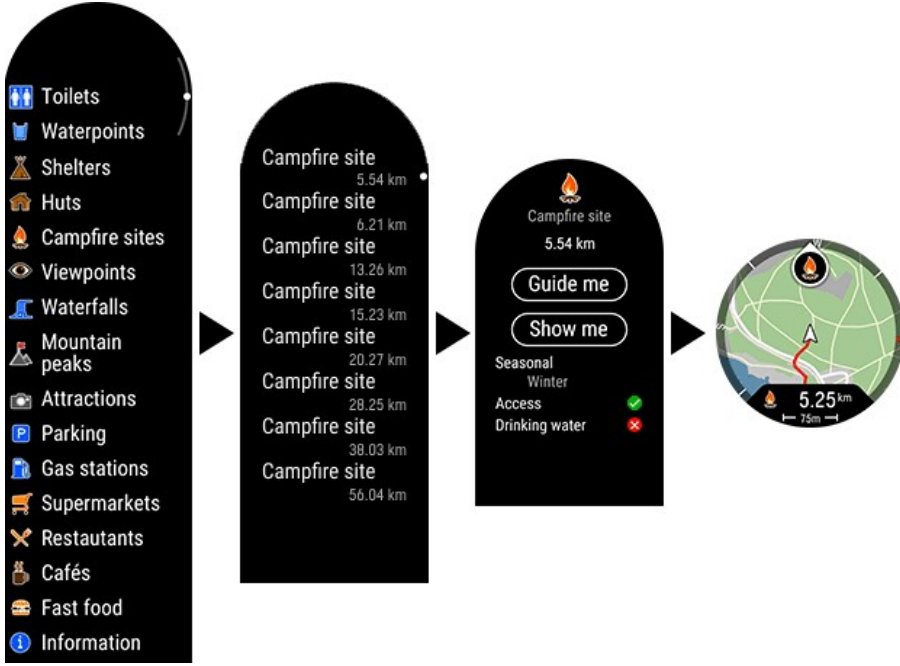 Toilets
Waterpoints
Shelters
Huts
Campfire sites
Viewpoints
Waterfalls
Mountain
peaks
Attractions
P
Parking
Gas stations
Supermarkets
Restautants
Cafés
Fast food
i
Information
Campfire site
5.54 km
Campfire site
6.21 km
Campfire site
13.26 km
Campfire site
15.23 km
Campfire site
20.27 km
Campfire site
28.25 km
Campfire site
38.03 km
Campfire site
56.04 km
Campfire site
5.54 km
Guide me
Show me
Seasonal
Winter
Access
Drinking water
5.25 km
75m